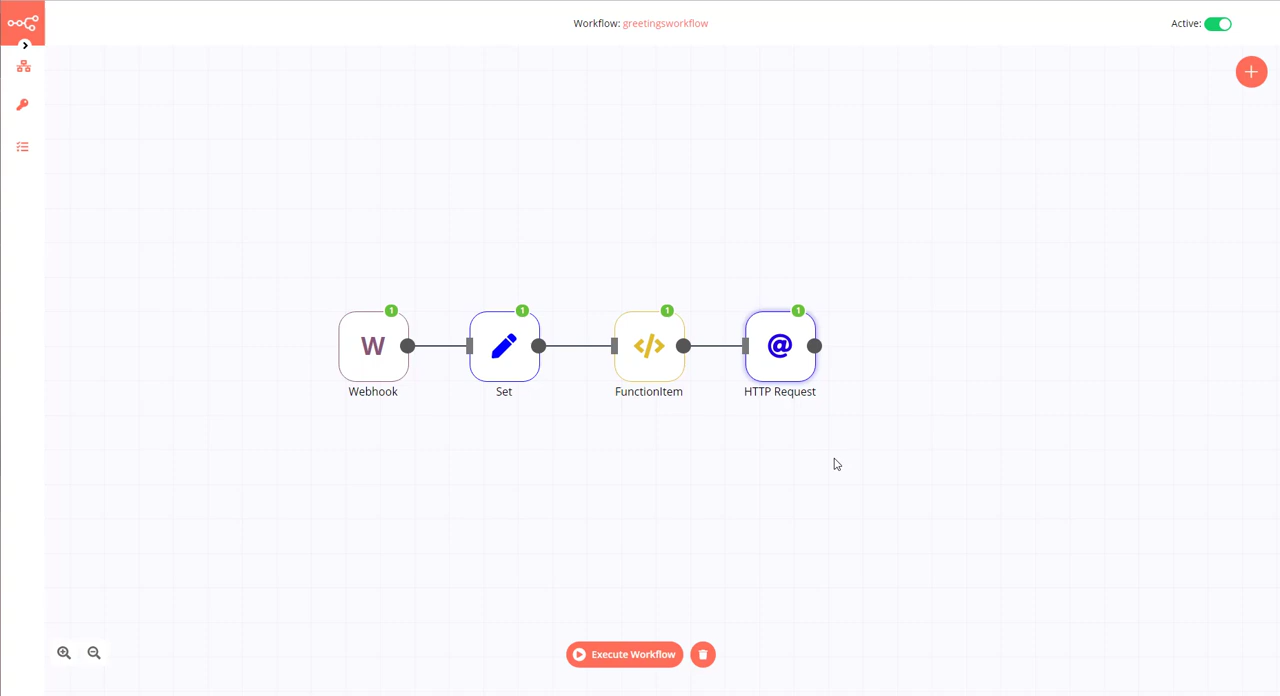 Workflow: greetingsworkflow
Active:
1
1
1
1
W
@
Webhook
Set
FunctionItem
HTTP Request
Execute Workflow